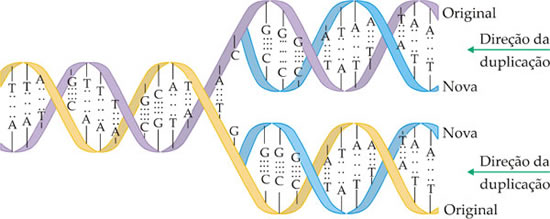 Original
Direção da
duplicação
Nova
T T A G T T T G C A T
A A T C A A A C G T A
C
G G G A T A A T A A
C C C T A T T A T T
Nova
Direção da
duplicação
Original
G
G G G A T A A T A A
C C C T A T T A T T